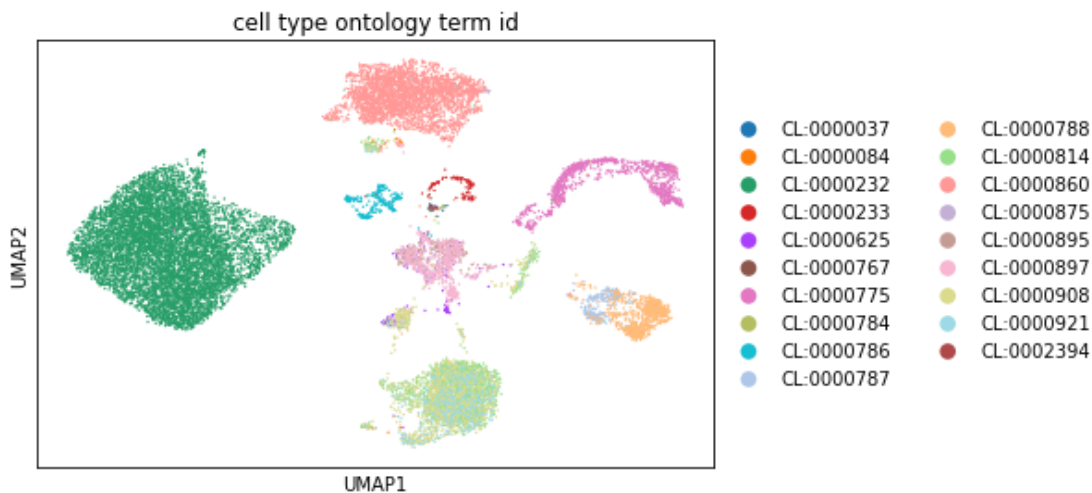 cell type ontology term id
UMAP2
UMAP1
CL:0000037
CL:0000084
CL:0000232
CL:0000233
CL:0000625
CL:0000767
CL:0000775
CL:0000784
CL:0000786
CL:0000787
CL:0000788
CL:0000814
CL:0000860
CL:0000875
CL:0000895
CL:0000897
CL:0000908
CL:0000921
CL:0002394